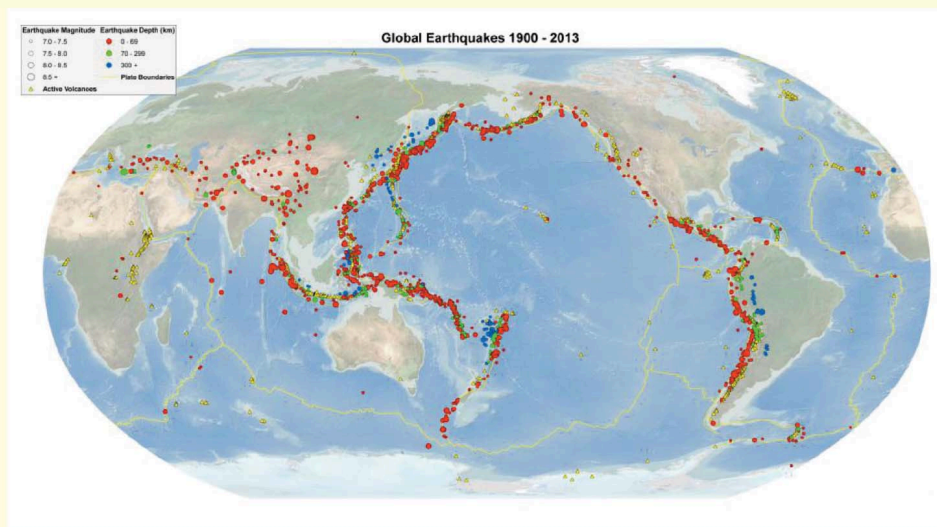 Global Earthquakes 1900 - 2013
Earthquake Magnitude
7.0 - 7.5
7.5 - 8.0
8.0 - 8.5
8.5 +
Active Volcanoes
Earthquake Depth (km)
0 - 69
70 - 299
300 +
Plate Boundaries